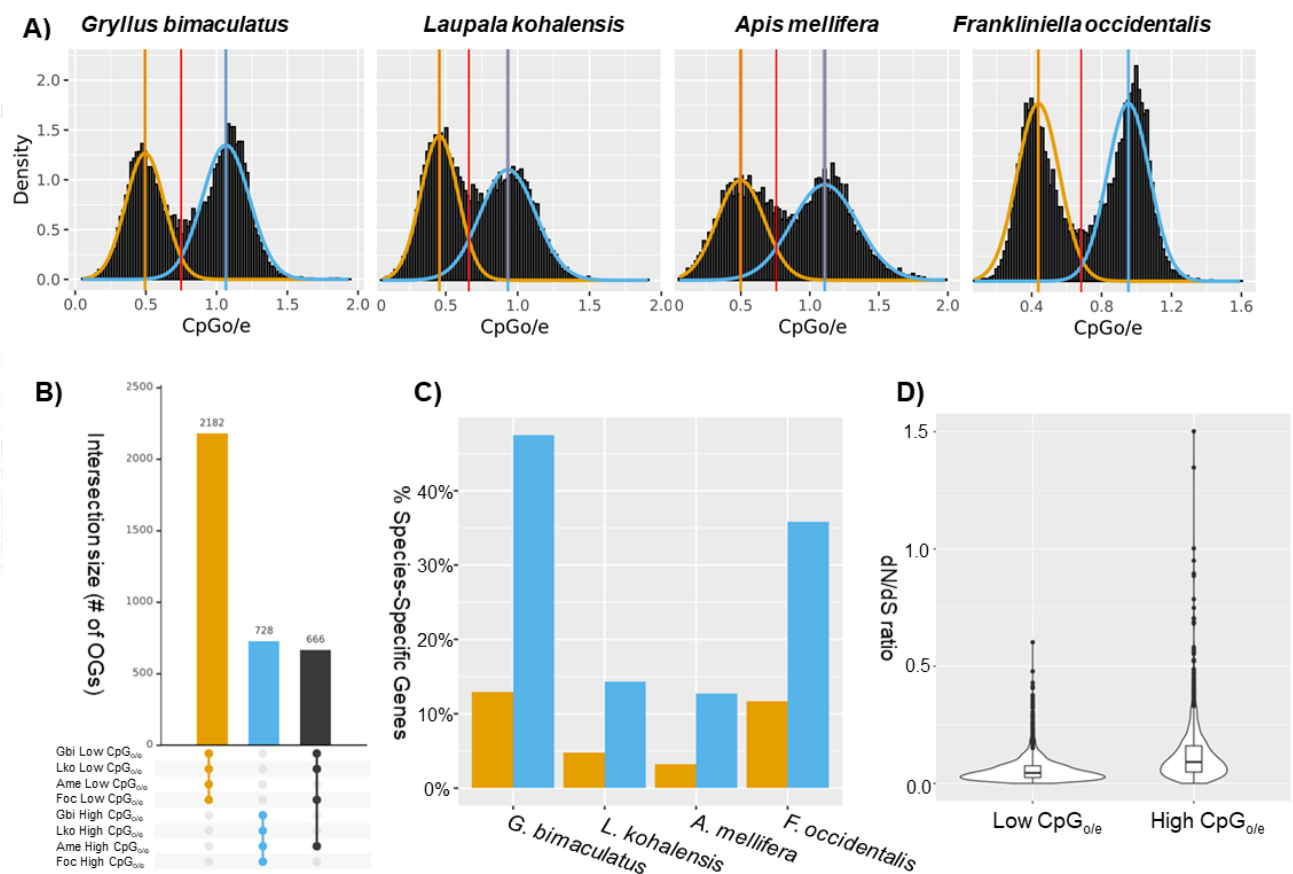 A)
Gryllus bimaculatus
Laupala kohalensis
Apis mellifera
Frankliniella occidentalis
Density
2.0
1.5
1.0
0.5
0.0
0.0 0.5 1.0 1.5 2.0
0 0.5 1.0 1.5 2.0
0.5 1.0 1.5 2.0
0.4 0.8 1.2 1.6
CpGo/e
CpGo/e
CpGo/e
CpGo/e
B)
Intersection size (# of OGs)
2500
2000
1500
1000
500
0
2182
728
666
Gbi Low CpGo/e
Lko Low CpGo/e
Ame Low CpGo/e
Foc Low CpGo/e
Gbi High CpGo/e
Lko High CpGo/e
Ame High CpGo/e
Foc High CpGo/e
C)
% Species-Specific Genes
40%
30%
20%
10%
0%
G. bimaculatus
L. kohalensis
A. mellifera
F. occidentalis
D)
dN/dS ratio
1.5
1.0
0.5
0.0
Low CpGo/e
High CpGo/e